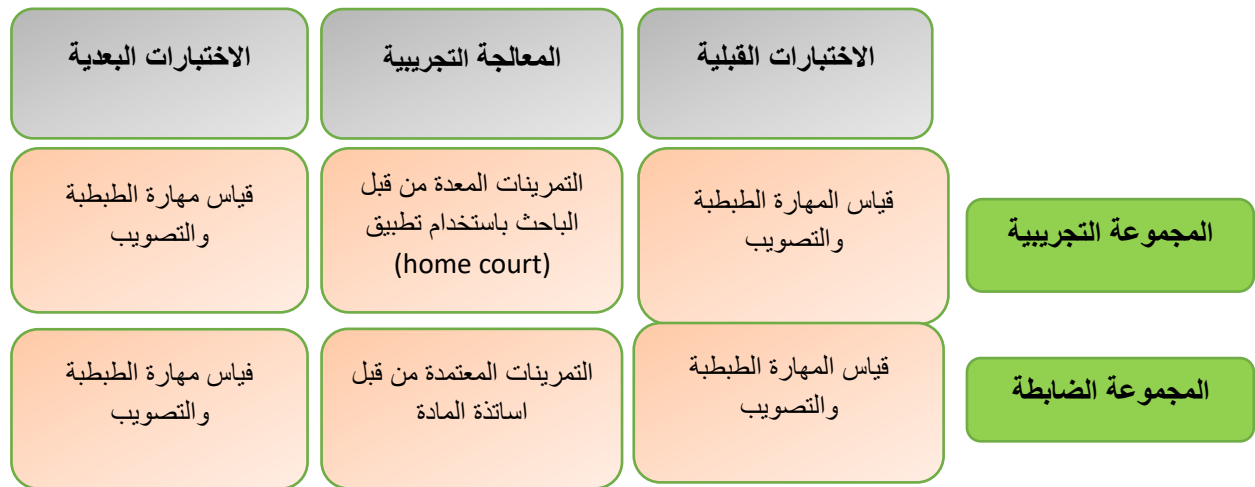 الاختبارات القبلية
المعالجة التجريبية
الاختبارات البعدية
المجموعة التجريبية
قياس المهارة الطبطبة
والتصويب
التمرينات المعدة من قبل
الباحث باستخدام تطبيق
(home court)
قياس مهارة الطبطبة
والتصويب
المجموعة الضابطة
قياس المهارة الطبطبة
والتصويب
التمرينات المعتمدة من قبل
اساتذة المادة
فياس مهارة الطبطبة
والتصويب